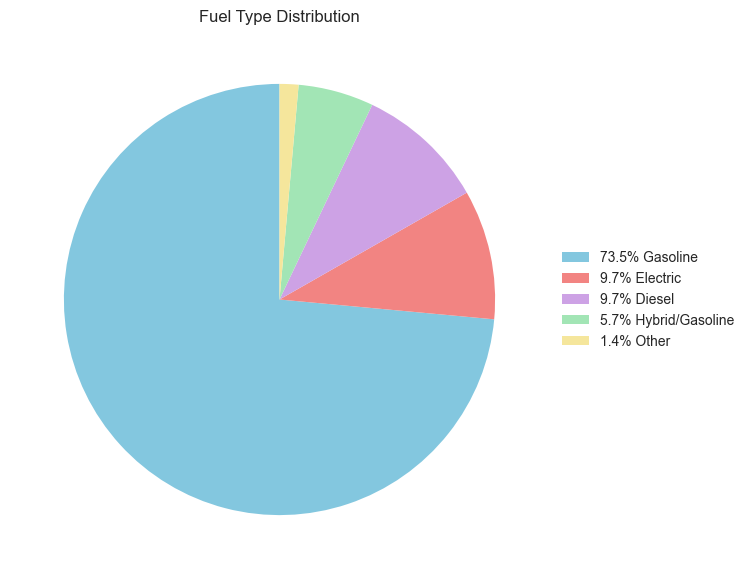 Fuel Type Distribution
73.5% Gasoline
9.7% Electric
9.7% Diesel
5.7% Hybrid/Gasoline
1.4% Other